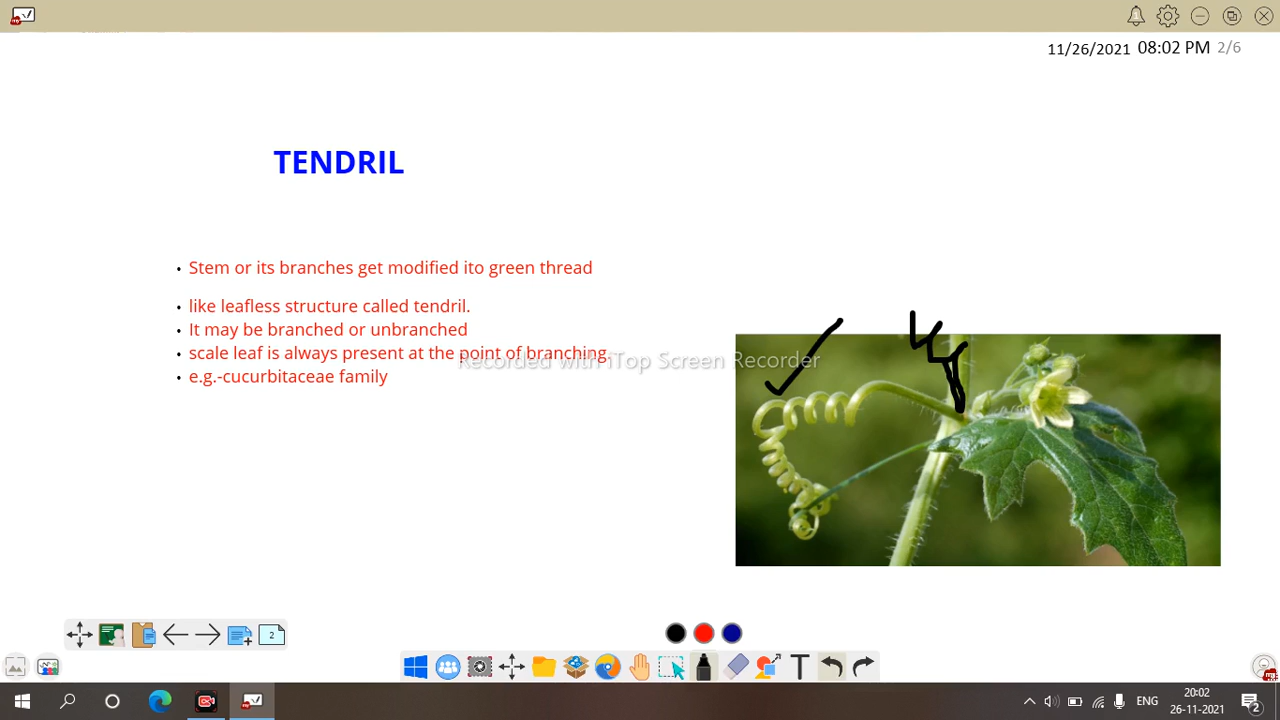 11/26/2021 08:02 PM 2/6
TENDRIL
• Stem or its branches get modified ito green thread
• like leafless structure called tendril.
• It may be branched or unbranched
• scale leaf is always present at the point of branching.
Recorded with iTop Screen Recorder
• e.g.-cucurbitaceae family
2
T
ENG
20:02
26-11-2021
2